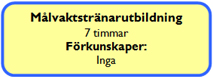 Målvaktstränarutbildning
7 timmar
Förkunskaper:
Inga